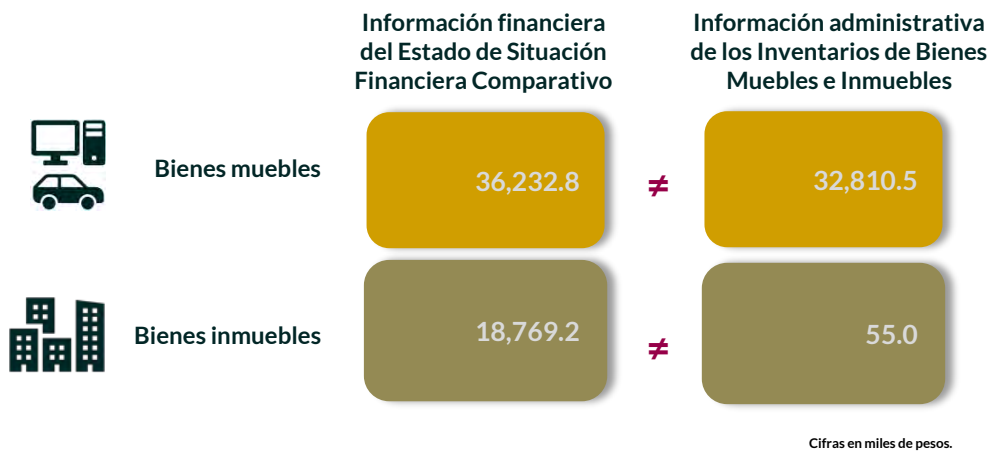 Información financiera
del Estado de Situación
Financiera Comparativo
Información administrativa
de los Inventarios de Bienes
Muebles e Inmuebles
Bienes muebles
36,232.8
≠
32,810.5
Bienes inmuebles
18,769.2
≠
55.0
Cifras en miles de pesos.